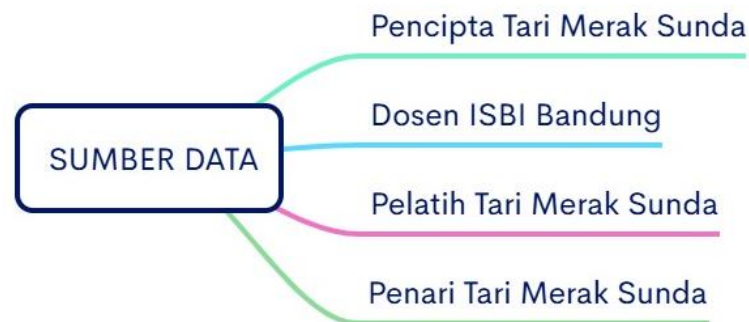 Pencipta Tari Merak Sunda
Dosen ISBI Bandung
SUMBER DATA
Pelatih Tari Merak Sunda
Penari Tari Merak Sunda